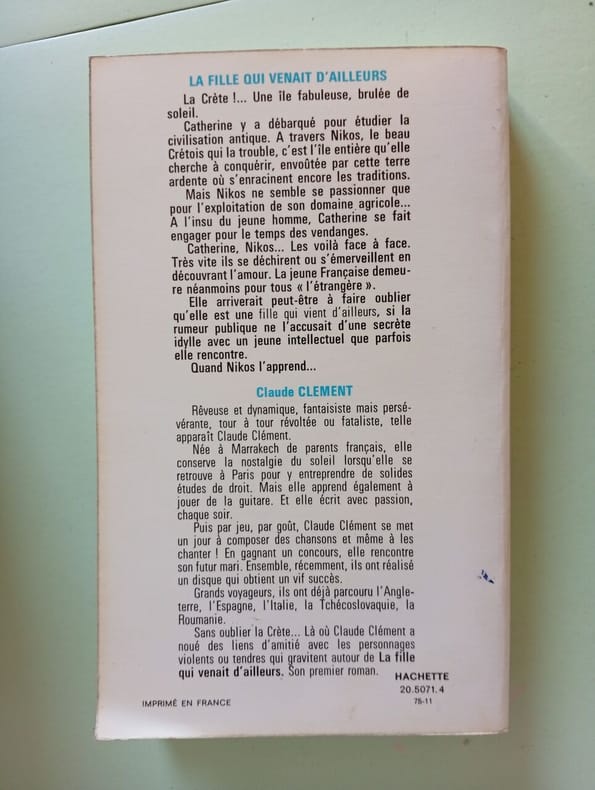 LA FILLE QUI VENAIT D'AILLEURS
La Crète !... Une île fabuleuse, brulée de
soleil.
Catherine y a débarqué pour étudier la
civilisation antique. A travers Nikos, le beau
Crétois qui la trouble, c'est l'île entière qu'elle
cherche à conquérir, envoûtée par cette terre
ardente où s'enracinent encore les traditions.
Mais Nikos ne semble se passionner que
pour l'exploitation de son domaine agricole...
A l'insu du jeune homme, Catherine se fait
engager pour le temps des vendanges.
Catherine, Nikos... Les voilà face à face.
Très vite ils se déchirent ou s'émerveillent en
découvrant l'amour. La jeune Française demeu-
re néanmoins pour tous « l'étrangère ».
Elle arriverait peut-être à faire oublier
qu'elle est une fille qui vient d'ailleurs, si la
rumeur publique ne l'accusait d'une secrète
idylle avec un jeune intellectuel que parfois
elle rencontre.
Quand Nikos l'apprend...
Claude CLEMENT
Rêveuse et dynamique, fantaisiste mais persé-
vérante, tour à tour révoltée ou fataliste, telle
apparaît Claude Clément.
Née à Marrakech de parents français, elle
conserve la nostalgie du soleil lorsqu'elle se
retrouve à Paris pour y entreprendre de solides
études de droit. Mais elle apprend également à
jouer de la guitare. Et elle écrit avec passion,
chaque soir.
Puis par jeu, par goût, Claude Clément se met
un jour à composer des chansons et même à les
chanter ! En gagnant un concours, elle rencontre
son futur mari. Ensemble, récemment, ils ont réalisé
un disque qui obtient un vif succès.
Grands voyageurs, ils ont déjà parcouru l'Angle-
terre, l'Espagne, l'Italie, la Tchécoslovaquie, la
Roumanie.
Sans oublier la Crète... Là où Claude Clément a
noué des liens d'amitié avec les personnages
violents ou tendres qui gravitent autour de La fille
qui venait d'ailleurs. Son premier roman.
HACHETTE
20.5071.4
75-11
IMPRIMÉ EN FRANCE